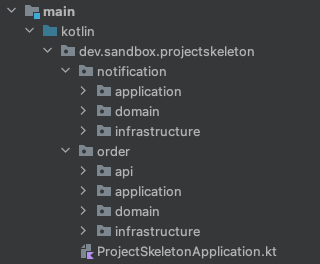 main
kotlin
dev.sandbox.projectskeleton
notification
application
domain
infrastructure
order
api
application
domain
infrastructure
ProjectSkeletonApplication.kt